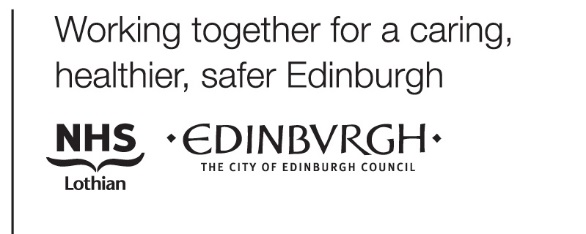 Working together for a caring,
healthier, safer Edinburgh
NHS
Lothian
·EDINBVRGH·
THE CITY OF EDINBURGH COUNCIL